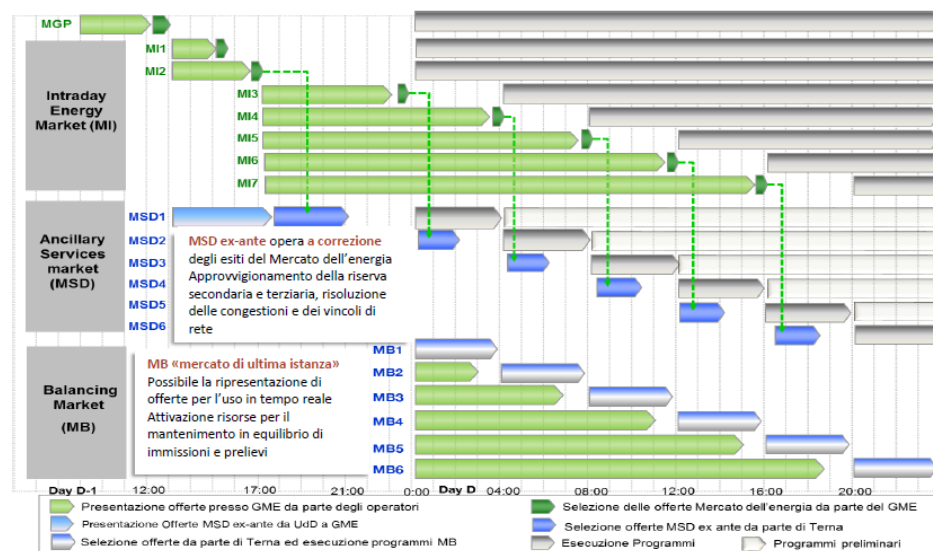 MGP
MI1
MI2
Intraday
Energy
Market (MI)
MI3
MI4
MI5
MI6
MI7
Ancillary
Services
market
(MSD)
MSD1
MSD2
MSD3
MSD4
MSD5
MSD6
MSD ex-ante opera a correzione
degli esiti del Mercato dell'energia
Approvvigionamento della riserva
secondaria e terziaria, risoluzione
delle congestioni e dei vincoli di
rete
Balancing
Market
(MB)
MB «mercato di ultima istanza»
Possibile la ripresentazione di
offerte per l'uso in tempo reale
Attivazione risorse per il
mantenimento in equilibrio di
immissioni e prelievi
MB1
MB2
MB3
MB4
MB5
MB6
Day D-1 12:00 17:00 21:00 0:00 Day D 04:00 08:00 12:00 16:00 20:00
Presentazione offerte presso GME da parte degli operatori
Selezione delle offerte Mercato dell'energia da parte del GME
Presentazione Offerte MSD ex-ante da UdD a GME
Selezione offerte MSD ex ante da parte di Terna
Selezione offerte da parte di Terna ed esecuzione programmi MB
Esecuzione Programmi
Programmi preliminari